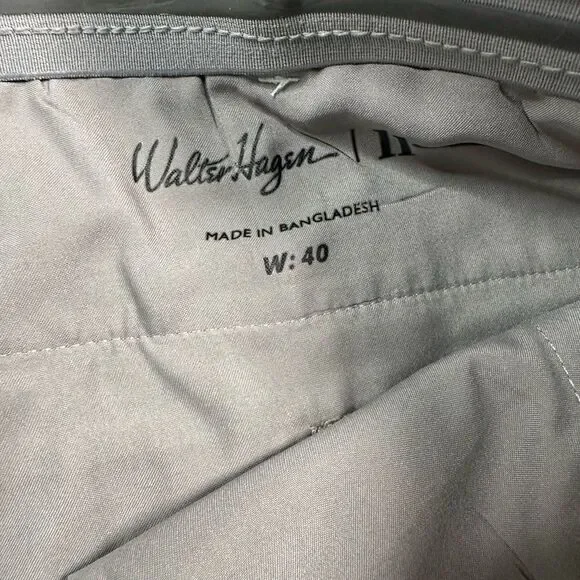 Walter Hagen |
MADE IN BANGLADESH
W: 40